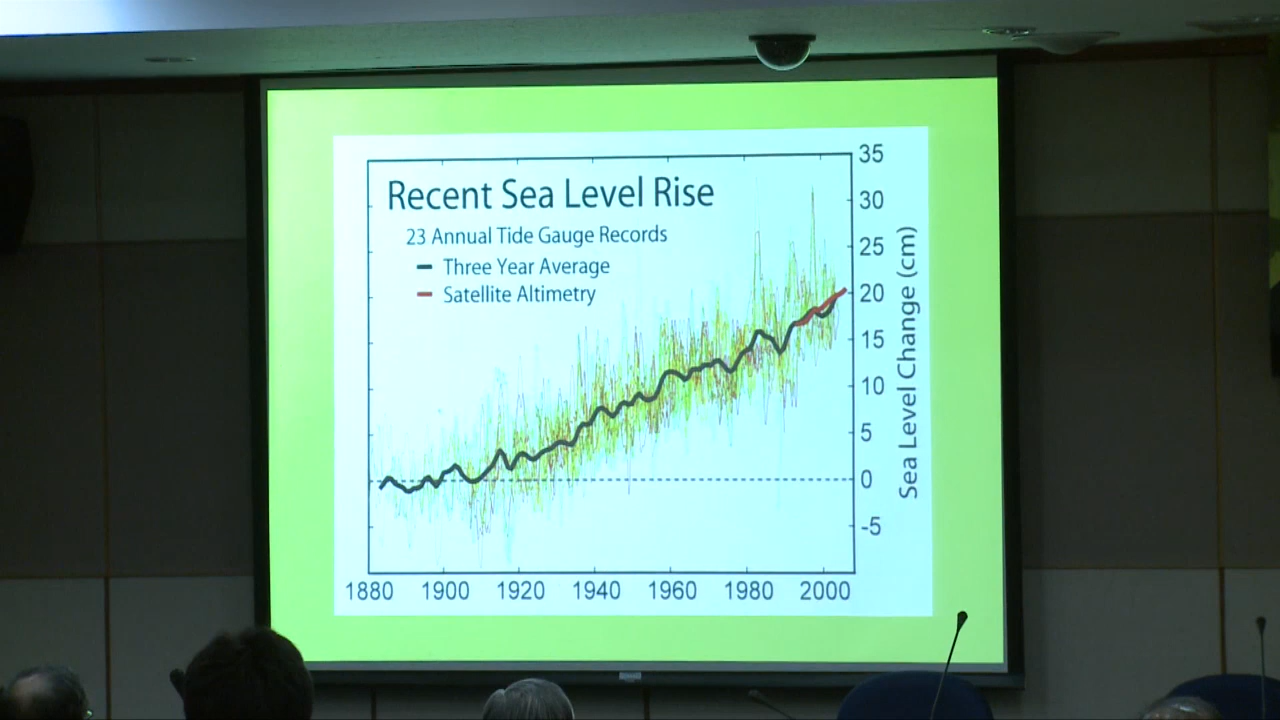 Recent Sea Level Rise
23 Annual Tide Gauge Records
Three Year Average
Satellite Altimetry
35
30
25
20
15
10
5
0
-5
Sea Level Change (cm)
1880 1900 1920 1940 1960 1980 2000